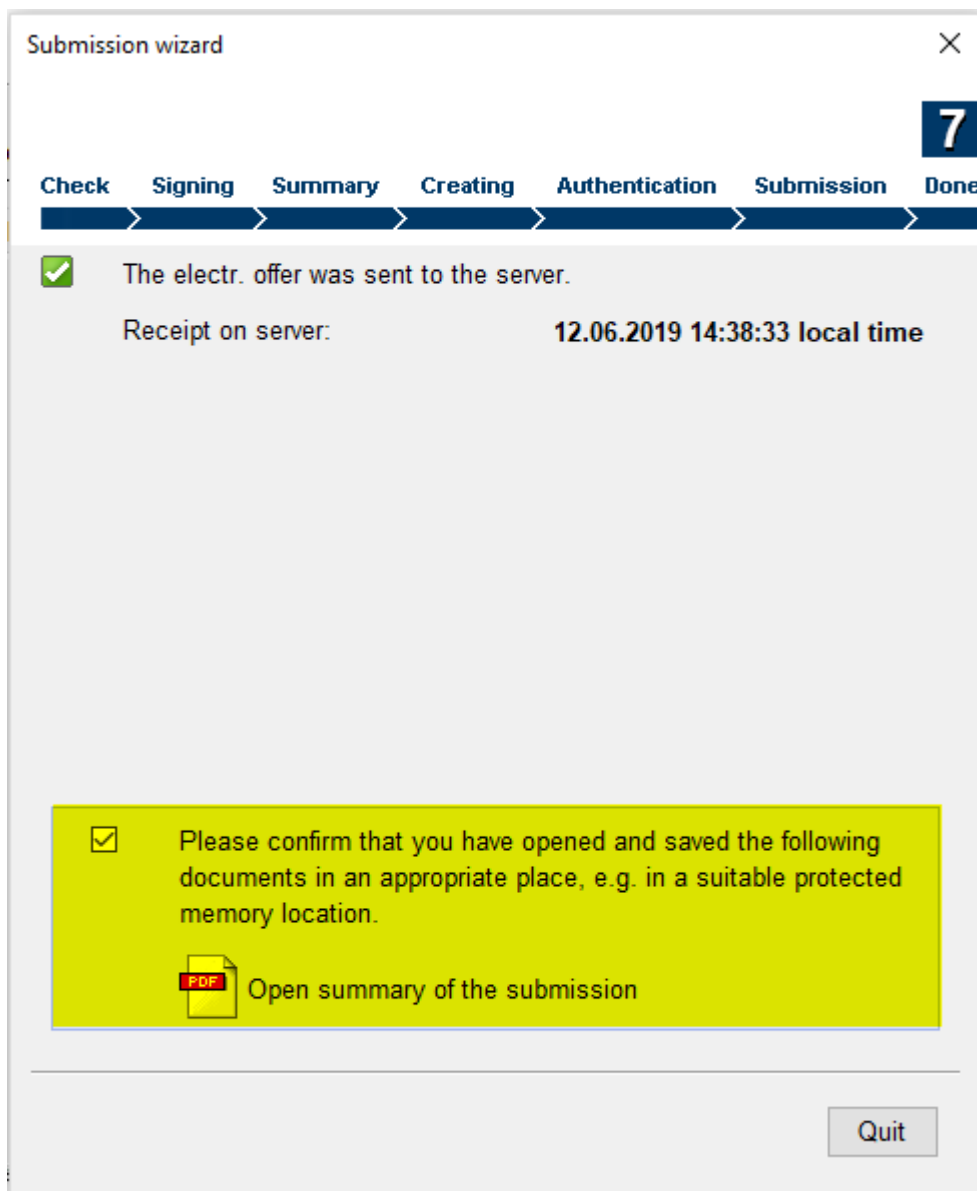 Submission wizard
7
Check Signing Summary Creating Authentication Submission Done
The electr. offer was sent to the server.
Receipt on server: 12.06.2019 14:38:33 local time
Please confirm that you have opened and saved the following
documents in an appropriate place, e.g. in a suitable protected
memory location.
PDF Open summary of the submission
Quit